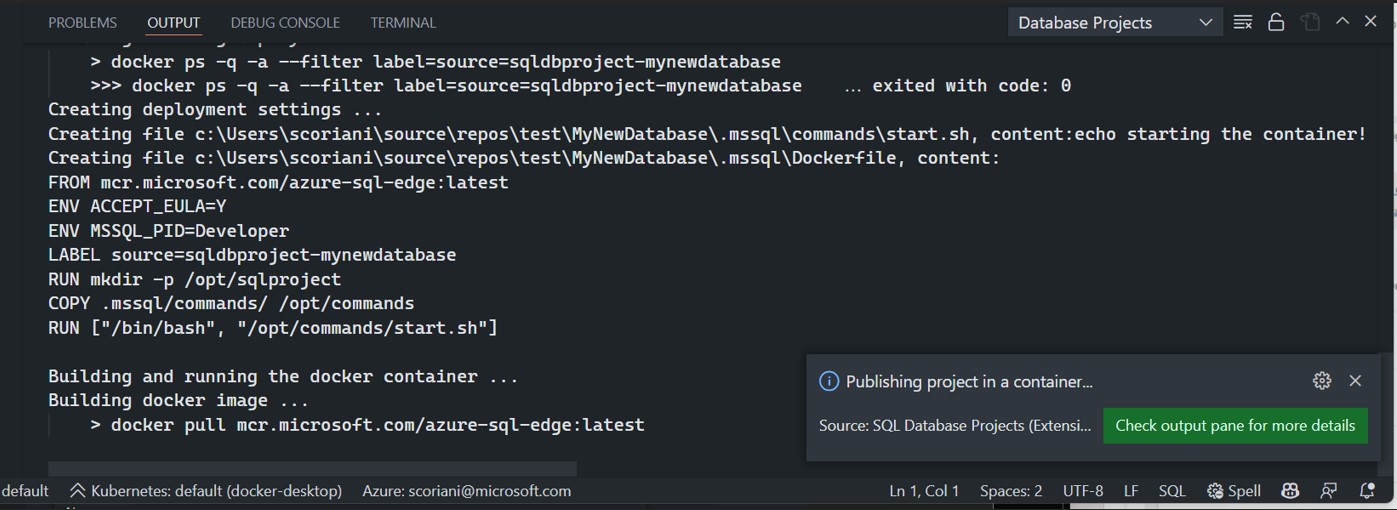 PROBLEMS OUTPUT DEBUG CONSOLE TERMINAL Database Projects
> docker ps -q -a --filter label=source=sqldbproject-mynewdatabase
>>> docker ps -q -a --filter label=source=sqldbproject-mynewdatabase    … exited with code: 0
Creating deployment settings ...
Creating file c:\Users\scoriani\source\repos\test\MyNewDatabase\.mssql\commands\start.sh, content:echo starting the container!
Creating file c:\Users\scoriani\source\repos\test\MyNewDatabase\.mssql\Dockerfile, content:
FROM mcr.microsoft.com/azure-sql-edge:latest
ENV ACCEPT_EULA=Y
ENV MSSQL_PID=Developer
LABEL source=sqldbproject-mynewdatabase
RUN mkdir -p /opt/sqlproject
COPY .mssql/commands/ /opt/commands
RUN ["/bin/bash", "/opt/commands/start.sh"]
Building and running the docker container ...
Building docker image ...
> docker pull mcr.microsoft.com/azure-sql-edge:latest
Publishing project in a container...
Source: SQL Database Projects (Extensi... Check output pane for more details
default Kubernetes: default (docker-desktop) Azure: scoriani@microsoft.com Ln 1, Col 1 Spaces: 2 UTF-8 LF SQL Spell